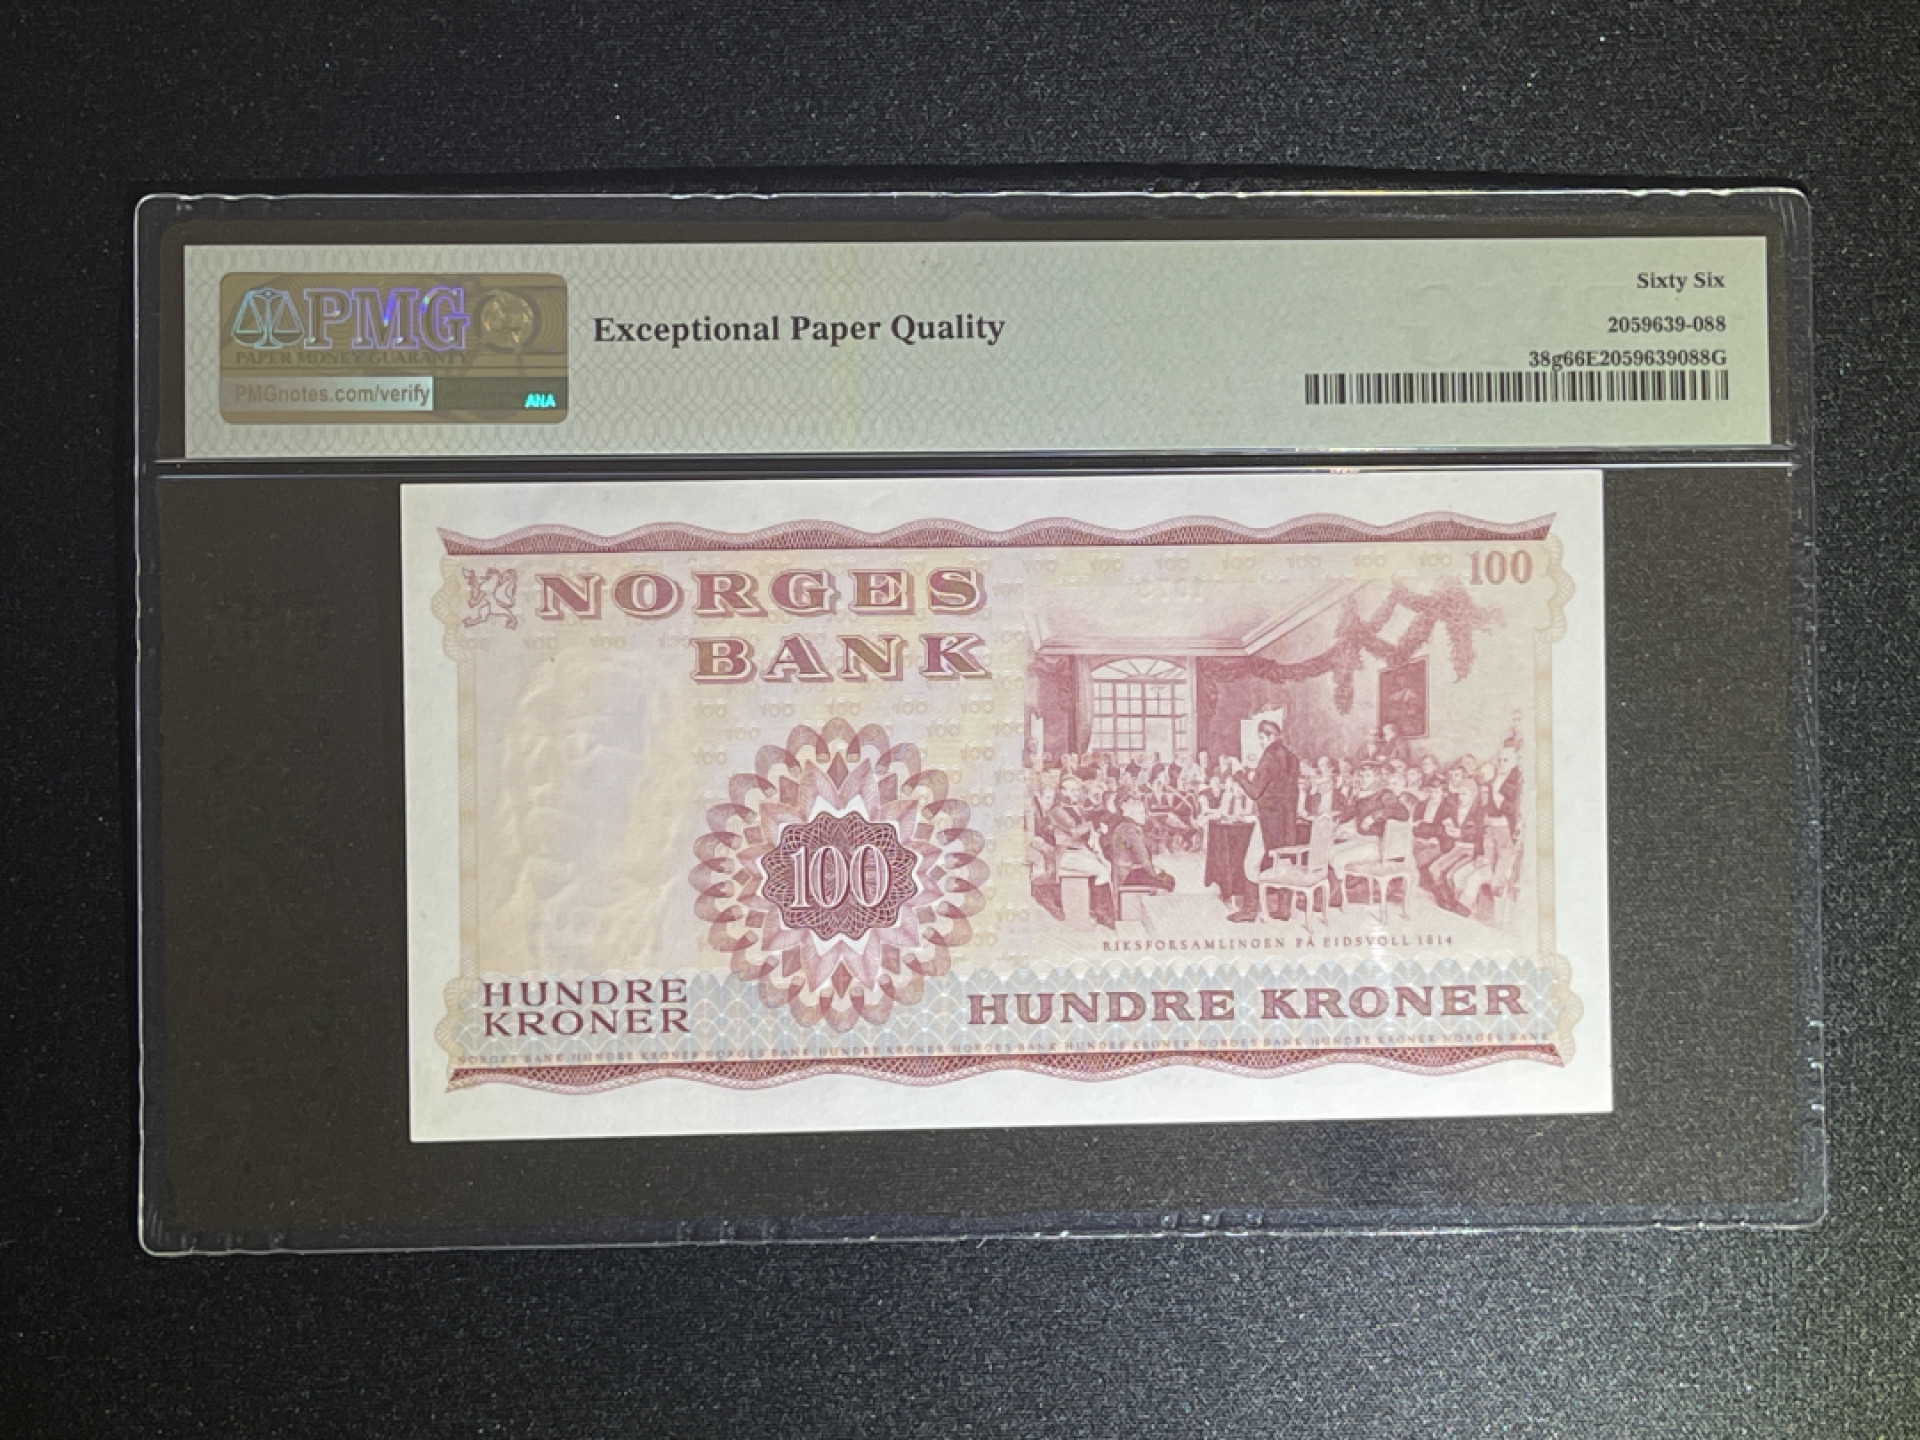 PMG
PAPER MONEY GUARANTY
PMGnotes.com/verify
ANA
Exceptional Paper Quality
Sixty Six
2059639-088
38g66E2059639088G
NORGES
BANK
100
100
RIKSFORSAMLINGEN PÅ EIDSVOLL 1814
HUNDRE
KRONER
HUNDRE KRONER
NORGES BANK HUNDRE KRONER NORGES BANK HUNDRE KRONER NORGES BANK HUNDRE KRONER NORGES BANK HUNDRE KRONER NORGES BANK